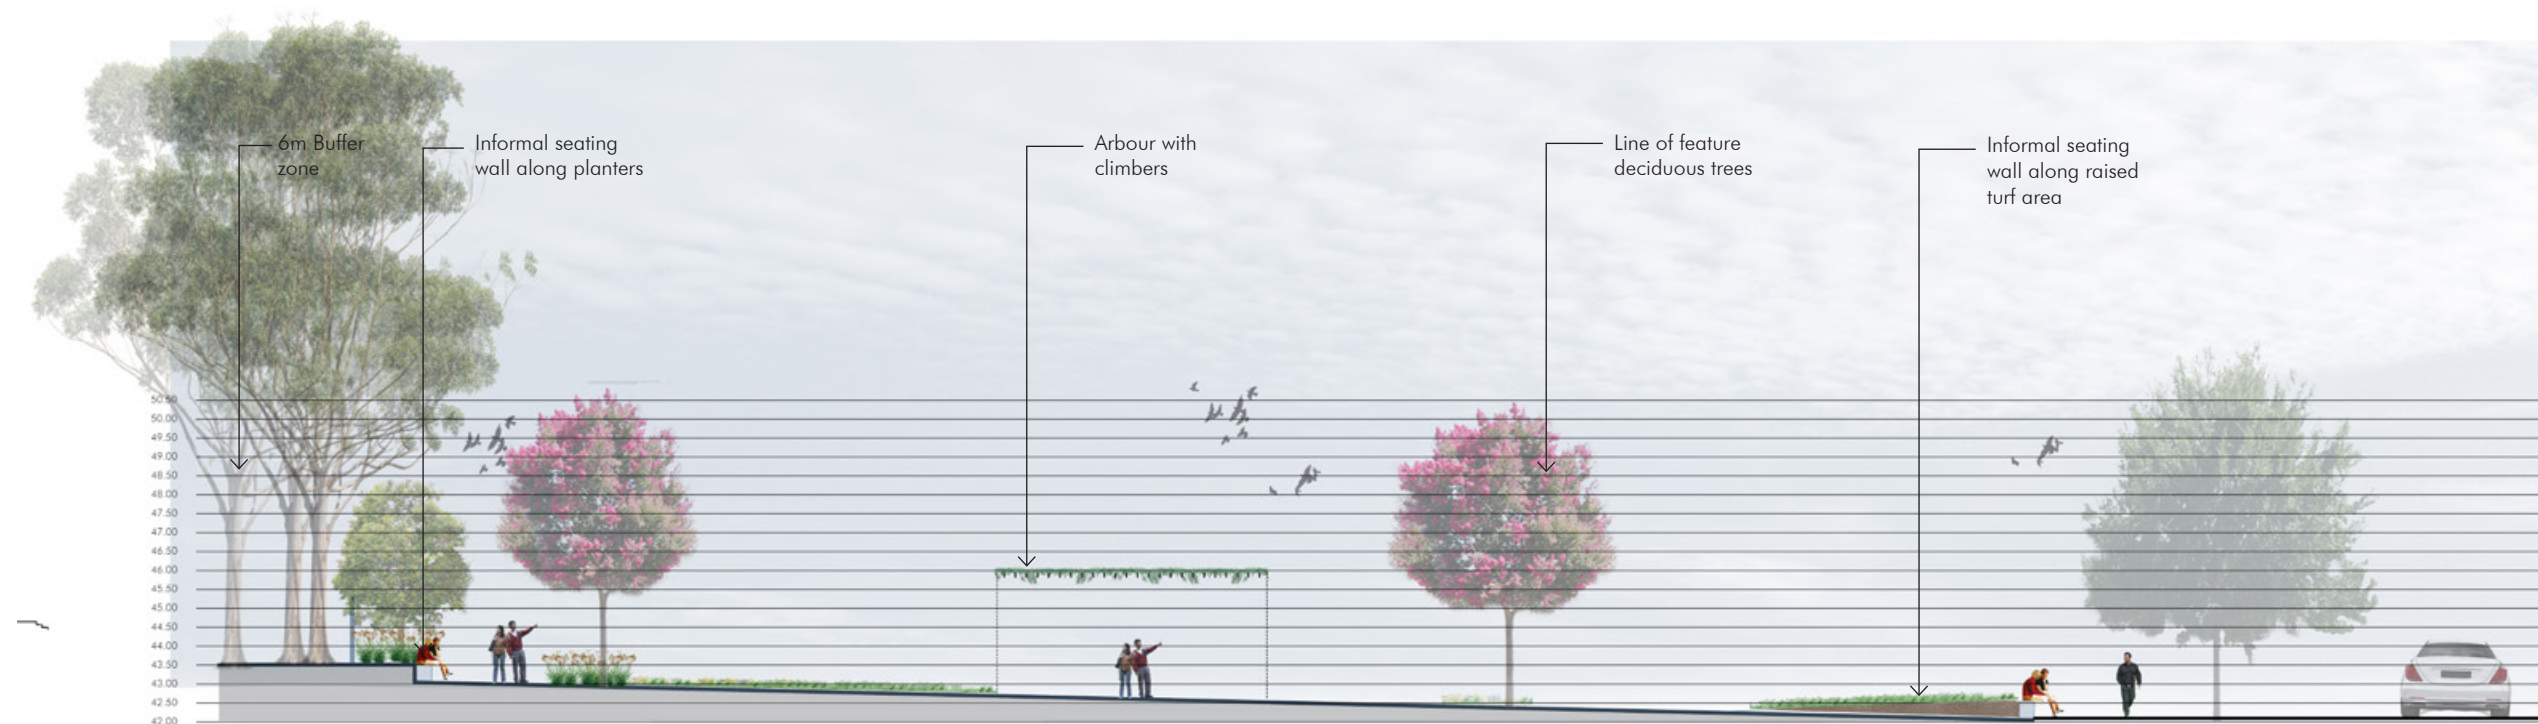 6m Buffer
zone
Informal seating
wall along planters
Arbour with
climbers
Line of feature
deciduous trees
Informal seating
wall along raised
turf area
50.50
50.00
49.50
49.00
48.50
48.00
47.50
47.00
46.50
46.00
45.50
45.00
44.50
44.00
43.50
43.00
42.50
42.00